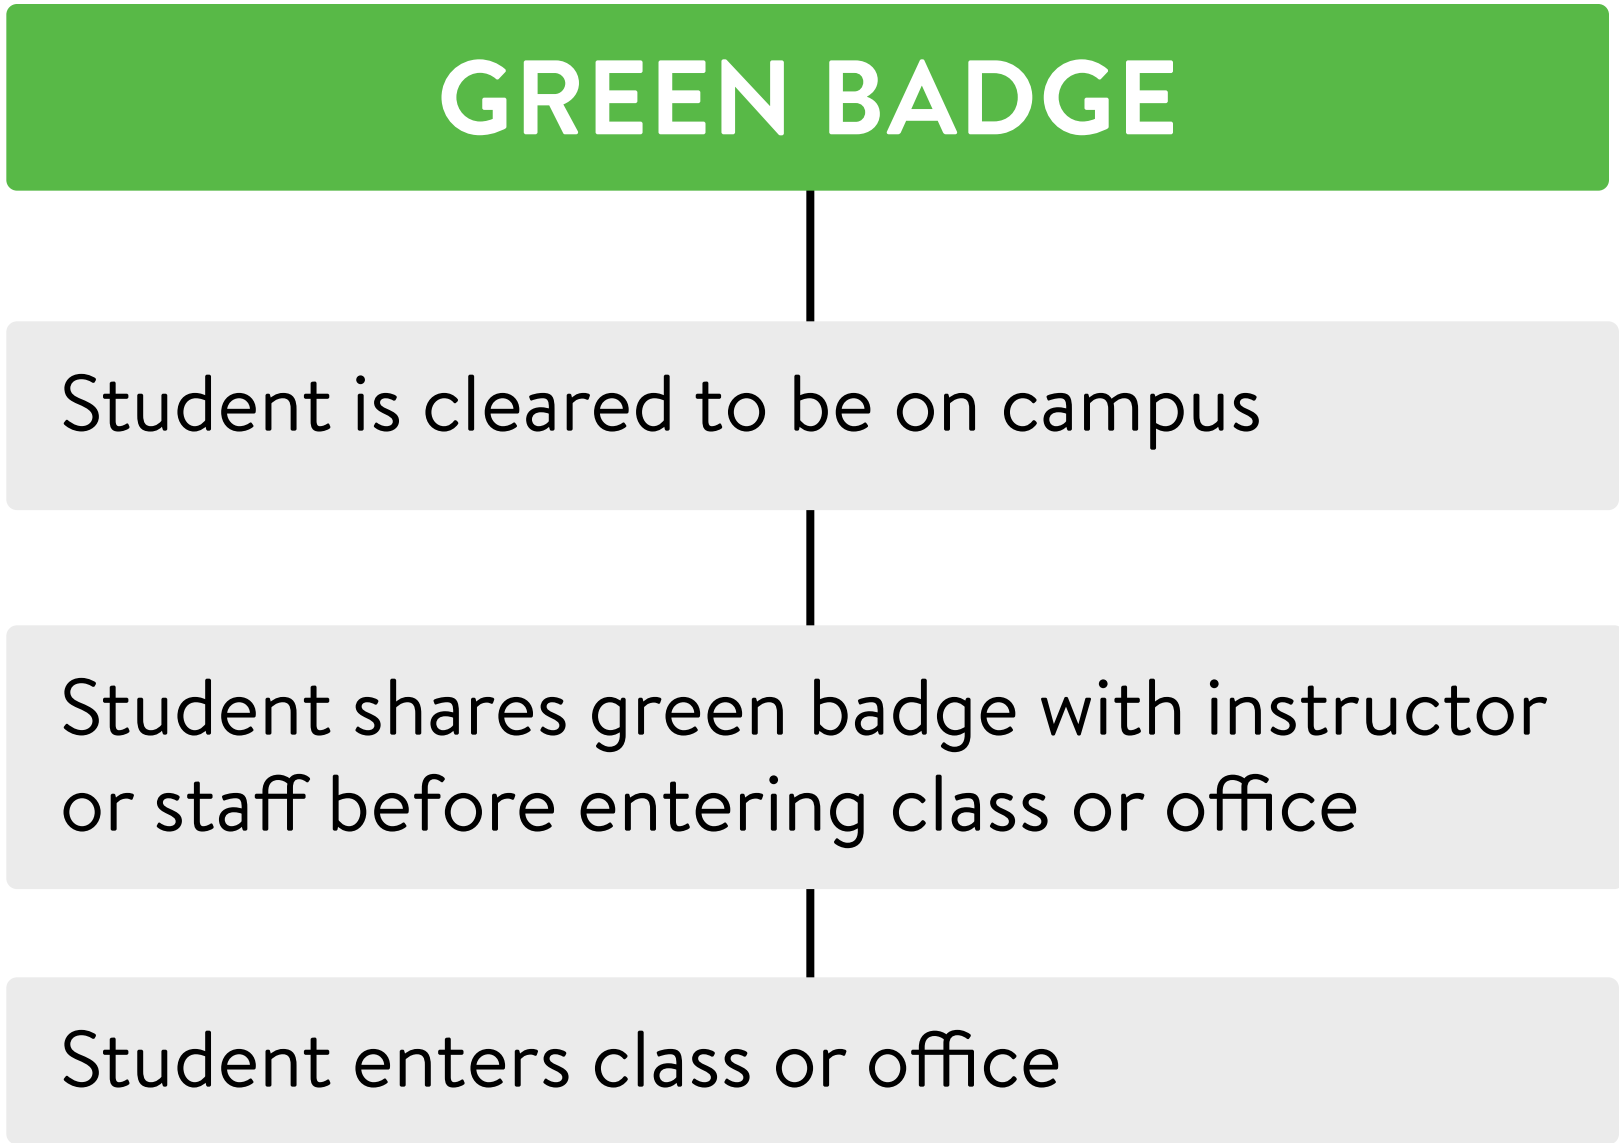 GREEN BADGE
Student is cleared to be on campus
Student shares green badge with instructor
or staff before entering class or office
Student enters class or office